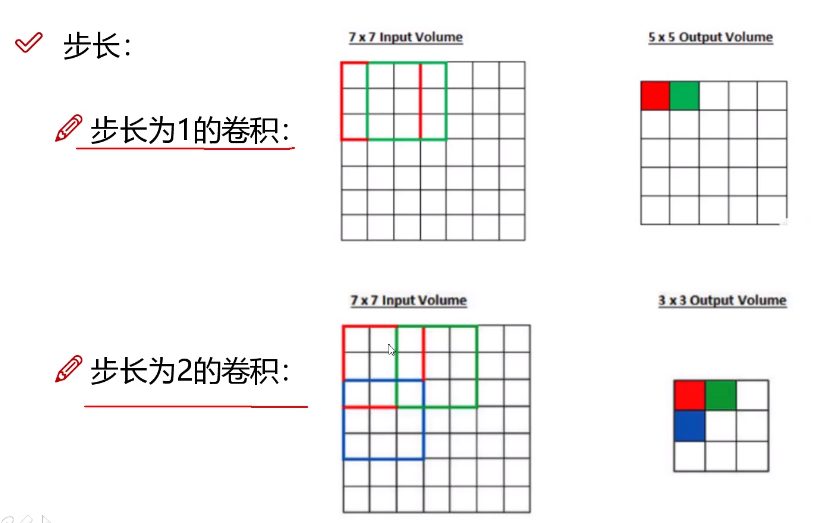 步长：
7 x 7 Input Volume
5 x 5 Output Volume
步长为1的卷积：
7 x 7 Input Volume
3 x 3 Output Volume
步长为2的卷积：